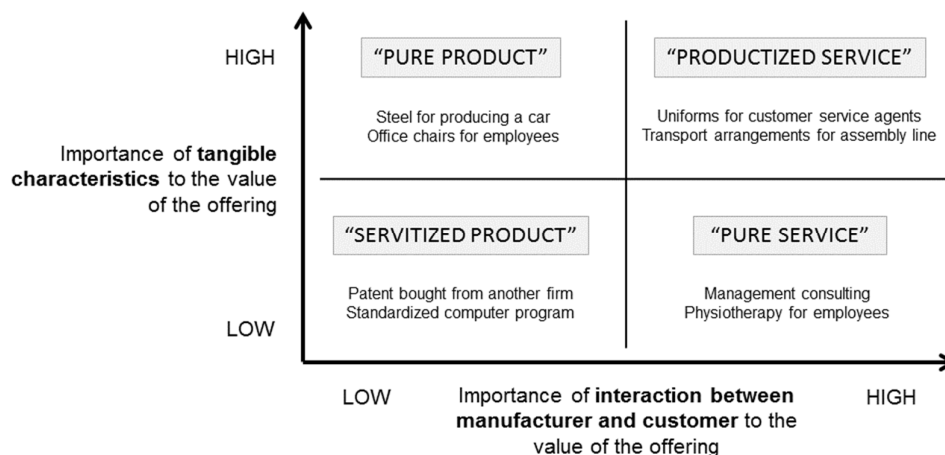 HIGH
"PURE PRODUCT"
Steel for producing a car
Office chairs for employees
"PRODUCTIZED SERVICE"
Uniforms for customer service agents
Transport arrangements for assembly line
Importance of tangible
characteristics to the value
of the offering
"SERVITIZED PRODUCT"
Patent bought from another firm
Standardized computer program
"PURE SERVICE"
Management consulting
Physiotherapy for employees
LOW
LOW
Importance of interaction between
manufacturer and customer to the
value of the offering
HIGH